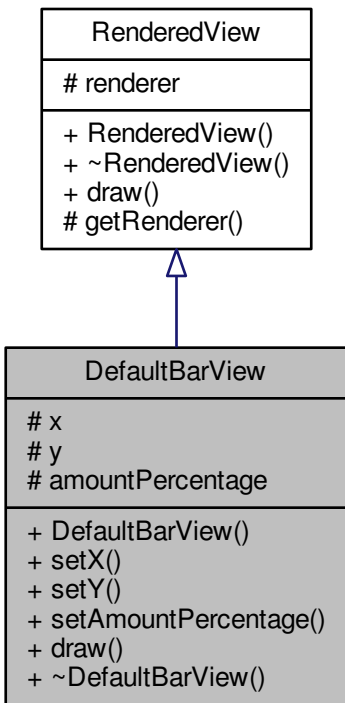 RenderedView
# renderer
+ RenderedView()
+ ~RenderedView()
+ draw()
# getRenderer()
DefaultBarView
# x
# y
# amountPercentage
+ DefaultBarView()
+ setX()
+ setY()
+ setAmountPercentage()
+ draw()
+ ~DefaultBarView()